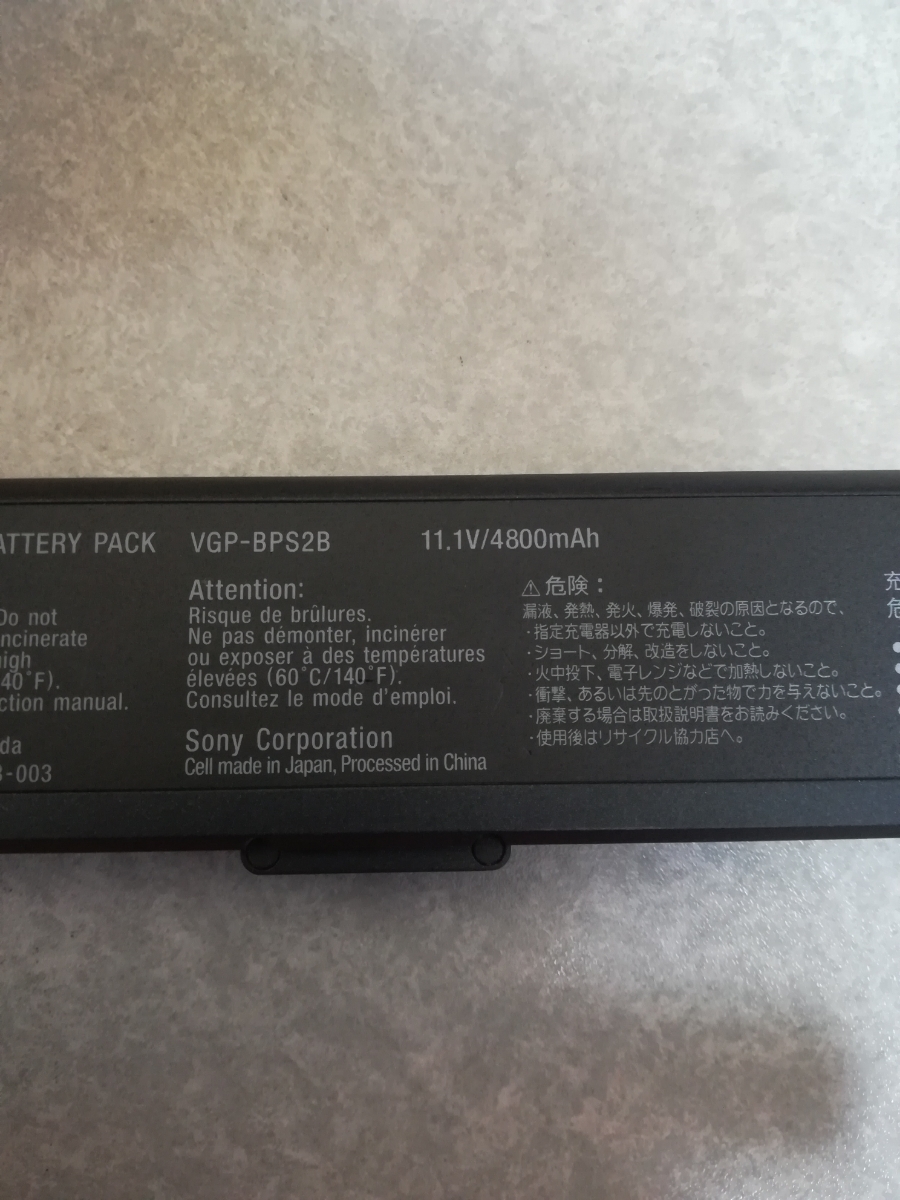 ATTERY PACK VGP-BPS2B 11.1V/4800mAh
Do not
incinerate
high
40°F).
ction manual.
da
3-003
Attention:
Risque de brûlures.
Ne pas démonter, incinérer
ou exposer à des températures
élevées (60°C/140°F).
Consultez le mode d'emploi.
Sony Corporation
Cell made in Japan, Processed in China
⚠危険：
漏液、発熱、発火、爆発、破裂の原因となるので、
・指定充電器以外で充電しないこと。
・ショート、分解、改造をしないこと。
・火中投下、電子レンジなどで加熱しないこと。
・衝撃、あるいは先のとがった物で力を与えないこと。
・廃棄する場合は取扱説明書をお読みください。
・使用後はリサイクル協力店へ。
充
危